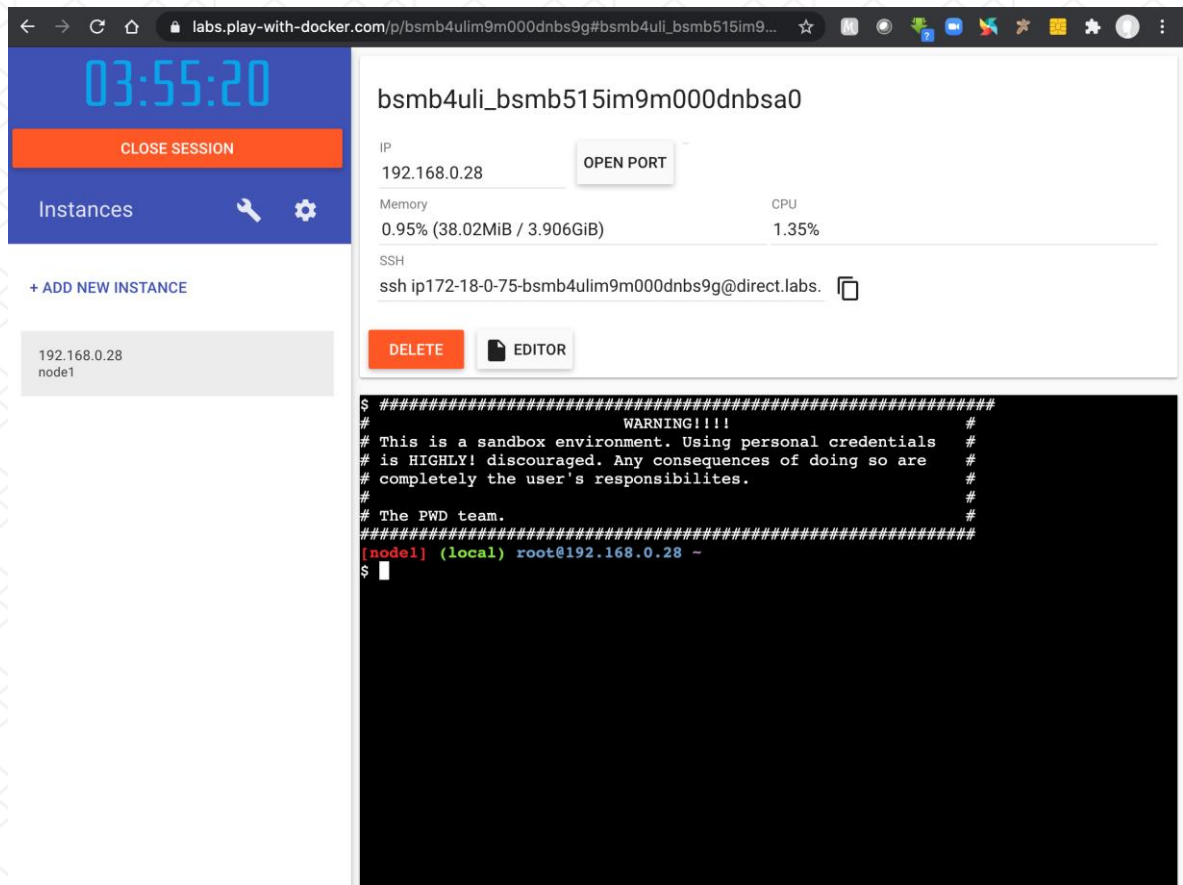 labs.play-with-docker.com/p/bsmb4ulim9m000dnbs9g#bsmb4uli_bsmb515im9...
03:55:20
CLOSE SESSION
Instances
+ ADD NEW INSTANCE
192.168.0.28
node1
bsmb4uli_bsmb515im9m000dnbsa0
IP
192.168.0.28
OPEN PORT
Memory
0.95% (38.02MiB / 3.906GiB)
CPU
1.35%
SSH
ssh ip172-18-0-75-bsmb4ulim9m000dnbs9g@direct.labs.
DELETE
EDITOR
$ ###############################################################
# WARNING!!!! #
# This is a sandbox environment. Using personal credentials #
# is HIGHLY! discouraged. Any consequences of doing so are #
# completely the user's responsibilites. #
# #
# The PWD team. #
###############################################################
[node1] (local) root@192.168.0.28 ~
$